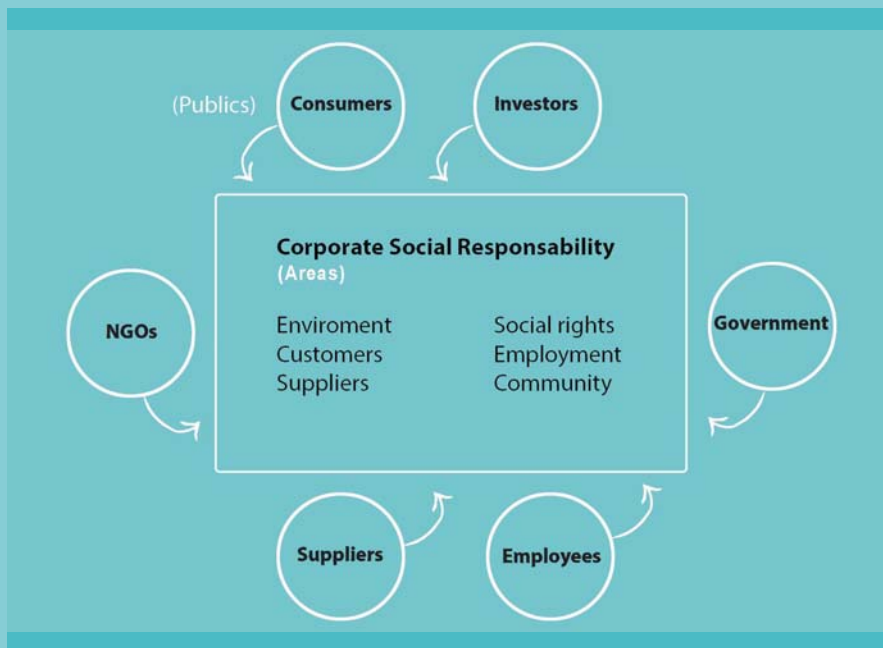 (Publics)
Consumers
Investors
Corporate Social Responsability
(Areas)
Enviroment
Customers
Suppliers
Social rights
Employment
Community
NGOs
Government
Suppliers
Employees